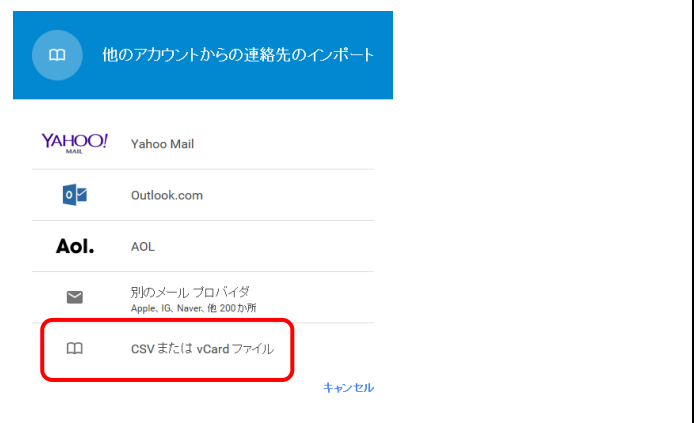 他のアカウントからの連絡先のインポート
YAHOO!
MAIL
Yahoo Mail
Outlook.com
Aol.
AOL
別のメール プロバイダ
Apple、IG、Naver、他 200か所
CSV または vCard ファイル
キャンセル